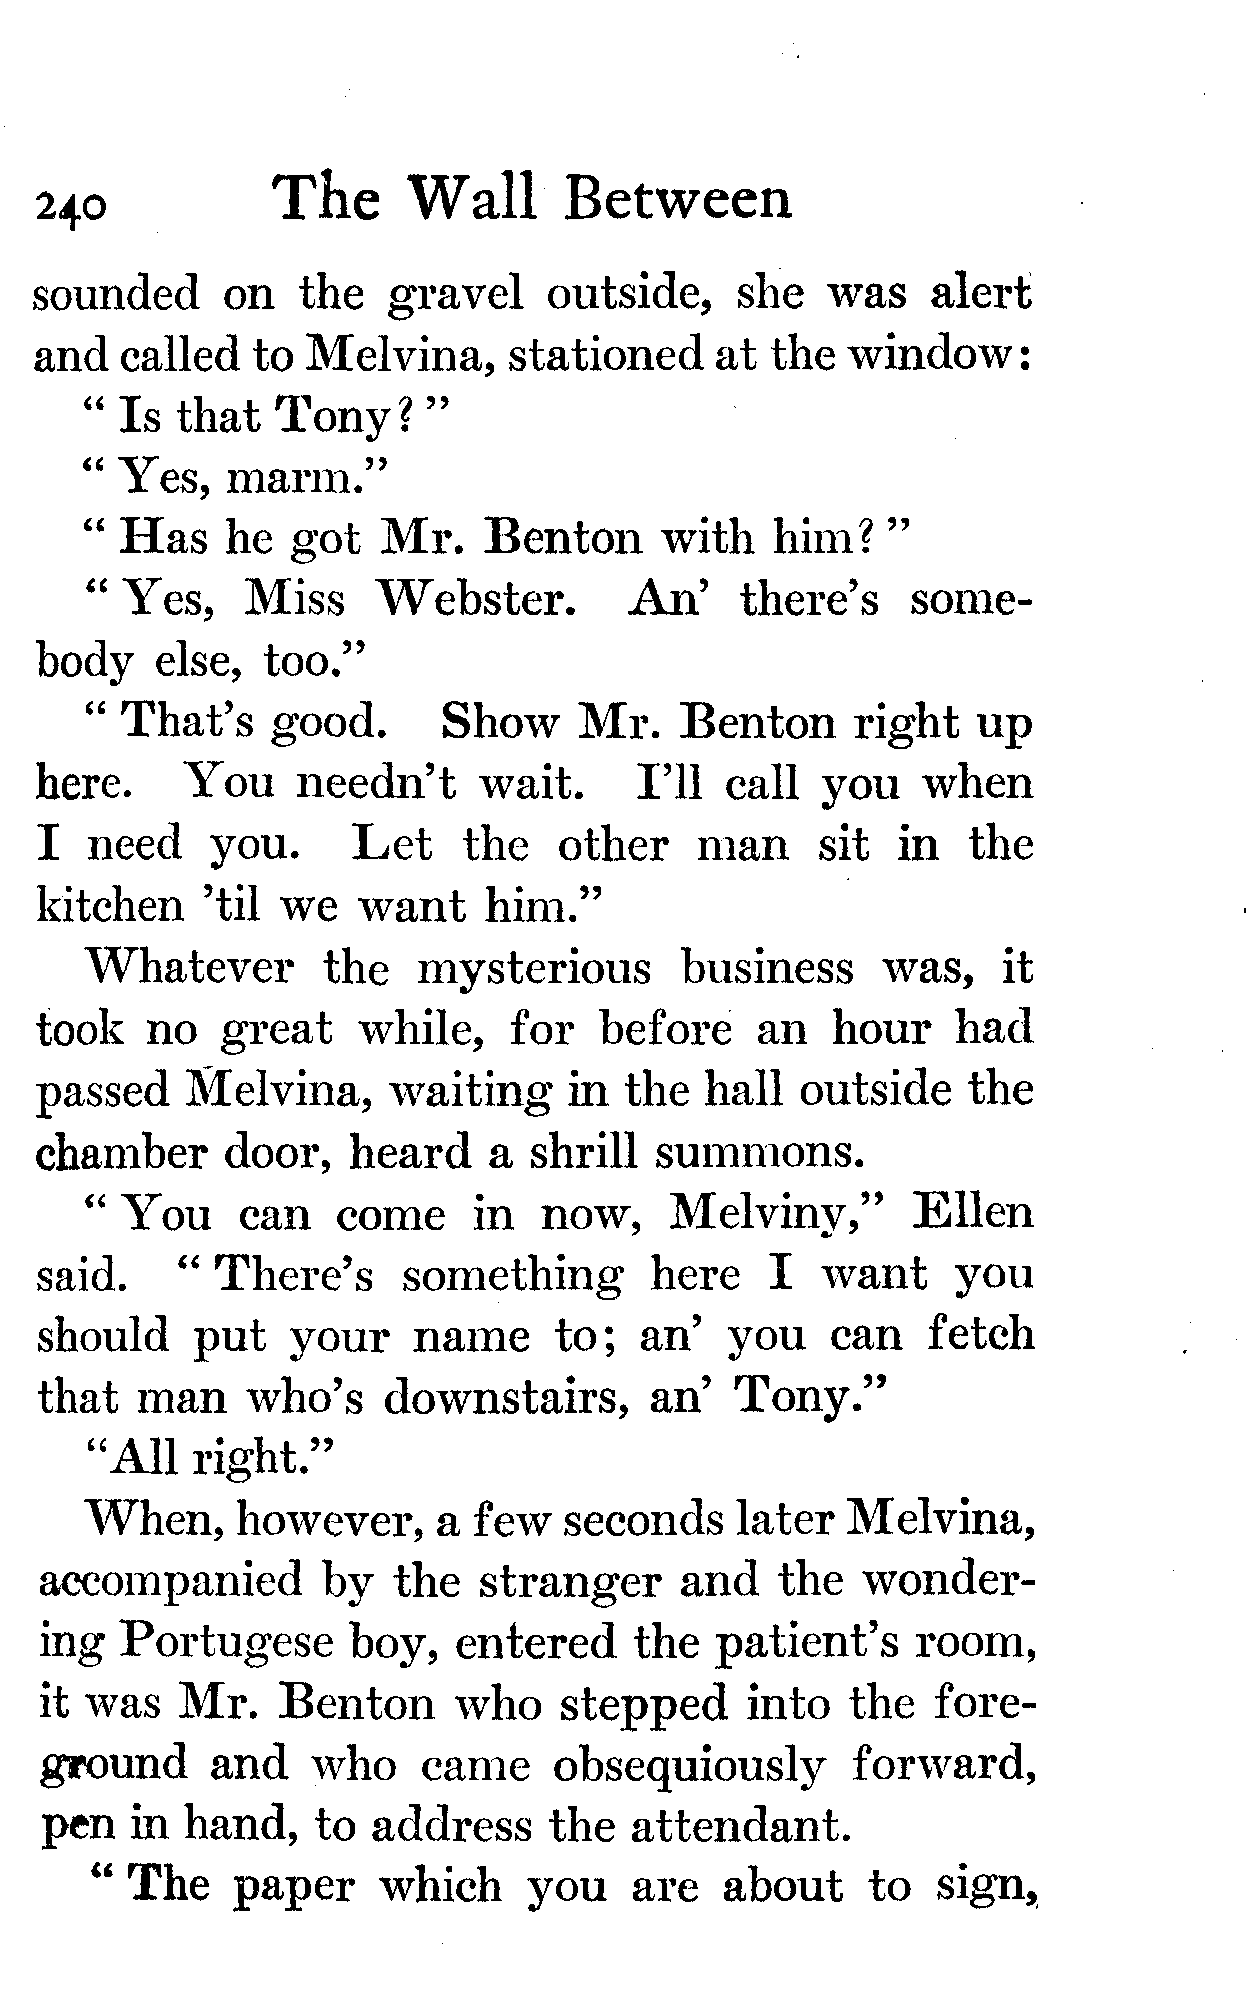 240 The Wall Between
sounded on the gravel outside, she was alert
and called to Melvina, stationed at the window:
" Is that Tony? "
" Yes, marm."
" Has he got Mr. Benton with him? "
" Yes, Miss Webster. An' there's some-
body else, too."
" That's good. Show Mr. Benton right up
here. You needn't wait. I'll call you when
I need you. Let the other man sit in the
kitchen 'til we want him."
Whatever the mysterious business was, it
took no great while, for before an hour had
passed Melvina, waiting in the hall outside the
chamber door, heard a shrill summons.
" You can come in now, Melviny," Ellen
said. " There's something here I want you
should put your name to; an' you can fetch
that man who's downstairs, an' Tony."
"All right."
When, however, a few seconds later Melvina,
accompanied by the stranger and the wonder-
ing Portugese boy, entered the patient's room,
it was Mr. Benton who stepped into the fore-
ground and who came obsequiously forward,
pen in hand, to address the attendant.
" The paper which you are about to sign,